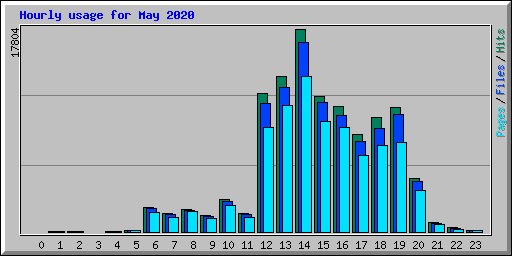 Hourly usage for May 2020
17804
Pages / Files / Hits
0 1 2 3 4 5 6 7 8 9 10 11 12 13 14 15 16 17 18 19 20 21 22 23